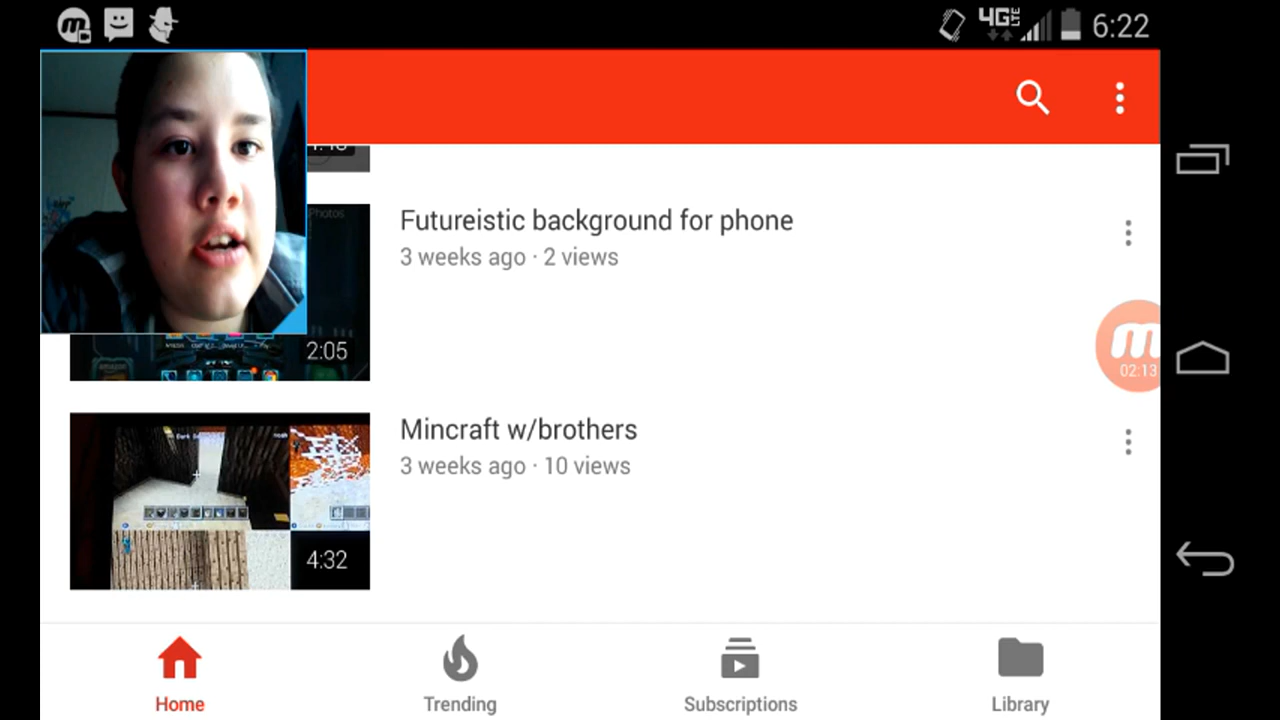 4G LTE 6:22
Photos
Futureistic background for phone
3 weeks ago · 2 views
2:05
02:13
Mincraft w/brothers
3 weeks ago · 10 views
4:32
Home
Trending
Subscriptions
Library